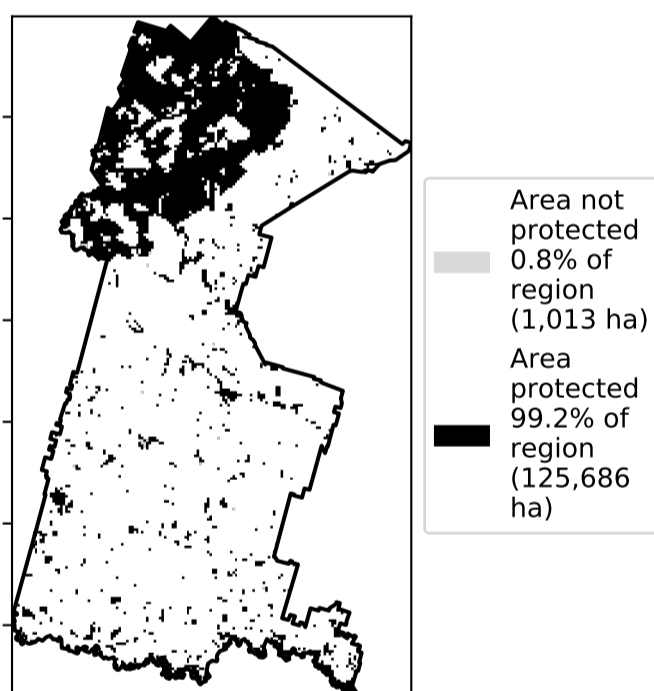 Area not
protected
0.8% of
region
(1,013 ha)
Area
protected
99.2% of
region
(125,686
ha)